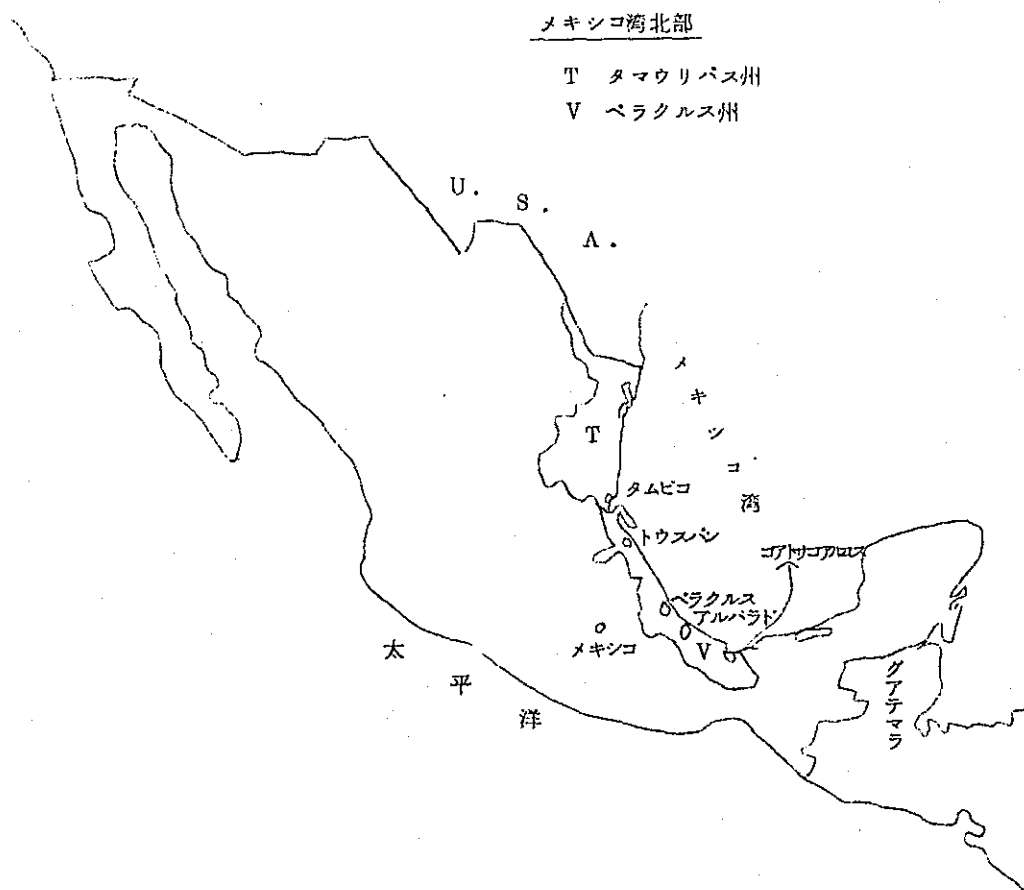 メキシコ湾北部
T タマウリパス州
V ベラクルス州
U. S. A.
メキシコ湾
T
タムピコ
トウスパン
コアトサコアルコス
ベラクルス
アルバラド
メキシコ
V
グアテマラ
太平洋